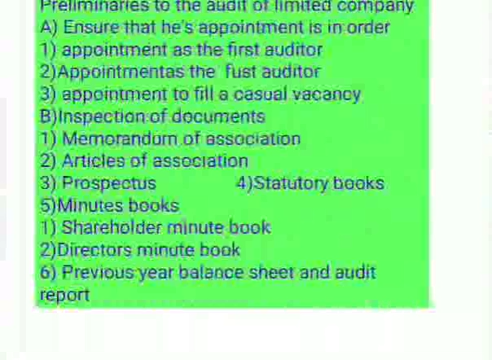 Preliminaries to the audit of limited company
A) Ensure that he's appointment is in order
1) appointment as the first auditor
2)Appointmentas the fust auditor
3) appointment to fill a casual vacancy
B)Inspection of documents
1) Memorandum of association
2) Articles of association
3) Prospectus 4)Statutory books
5)Minutes books
1) Shareholder minute book
2)Directors minute book
6) Previous year balance sheet and audit
report